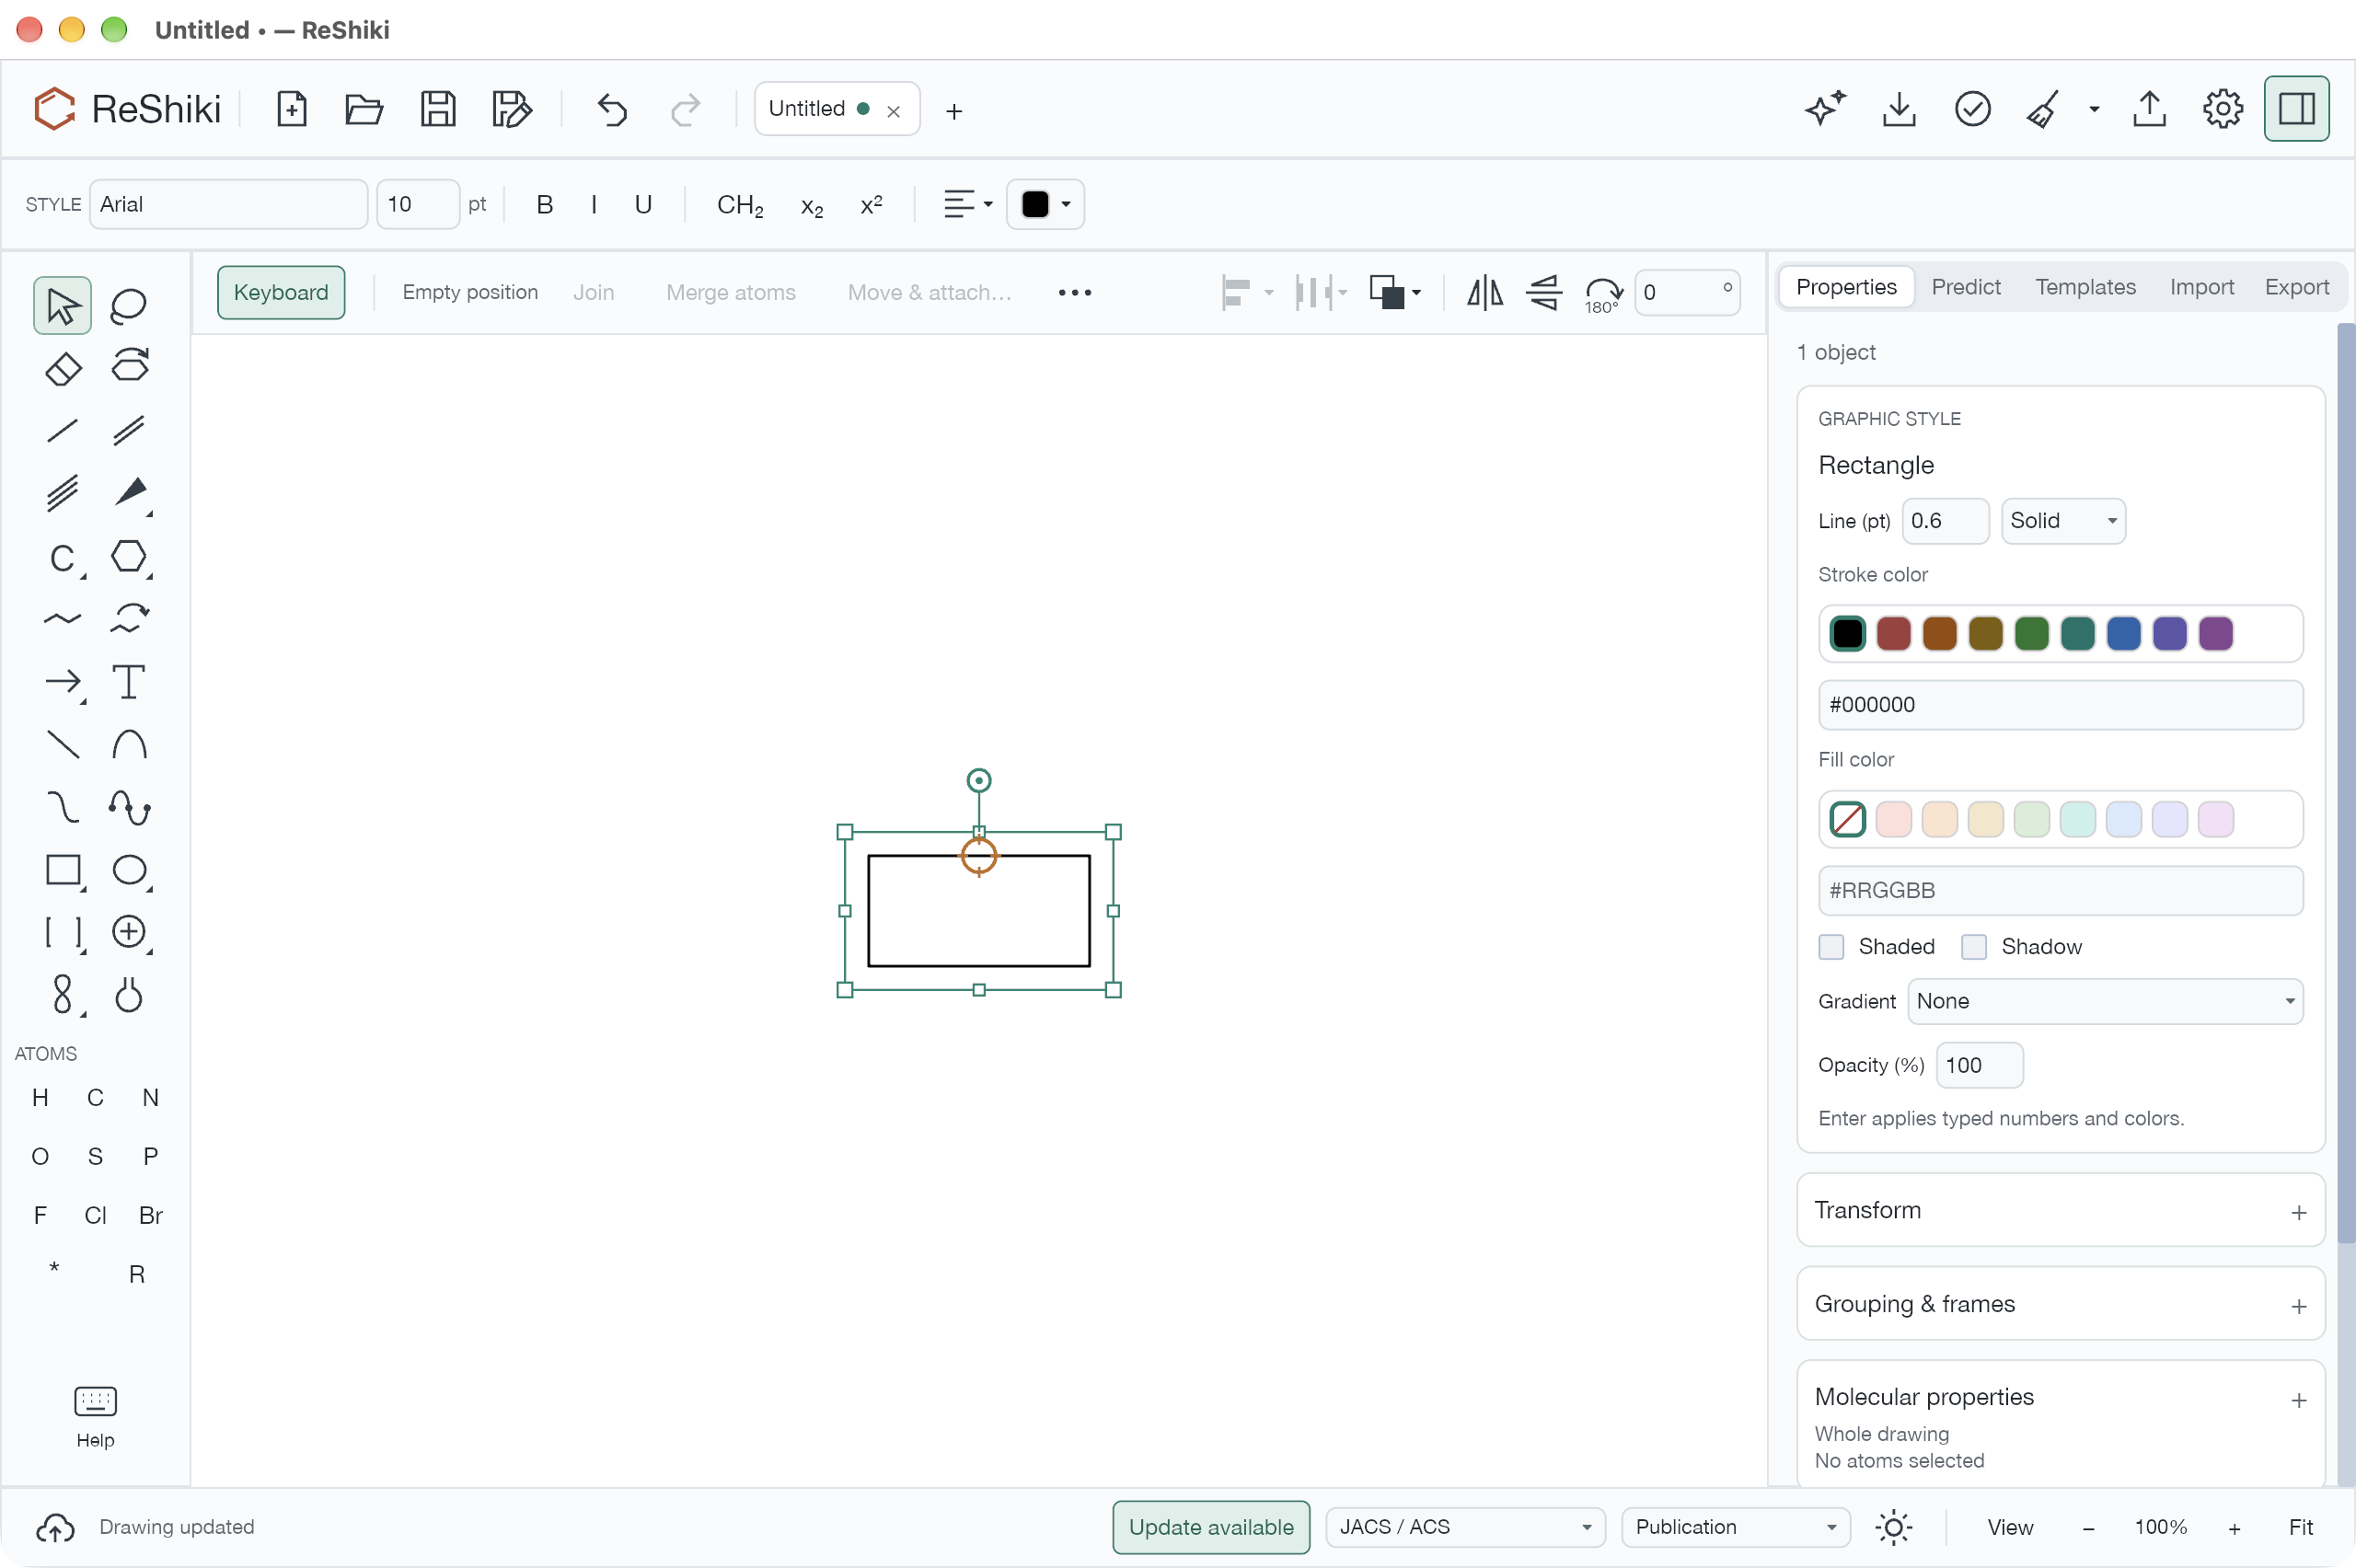 Untitled • — ReShiki
ReShiki
Untitled
STYLE Arial 10 pt B I U CH₂ x₂ x²
Keyboard Empty position Join Merge atoms Move & attach... 180° 0 °
Properties Predict Templates Import Export
1 object
GRAPHIC STYLE
Rectangle
Line (pt) 0.6 Solid
Stroke color
#000000
Fill color
#RRGGBB
Shaded Shadow
Gradient None
Opacity (%) 100
Enter applies typed numbers and colors.
Transform +
Grouping & frames +
Molecular properties +
Whole drawing
No atoms selected
C
T
[ ]
ATOMS
H C N
O S P
F Cl Br
* R
Help
Drawing updated Update available JACS / ACS Publication View – 100% + Fit